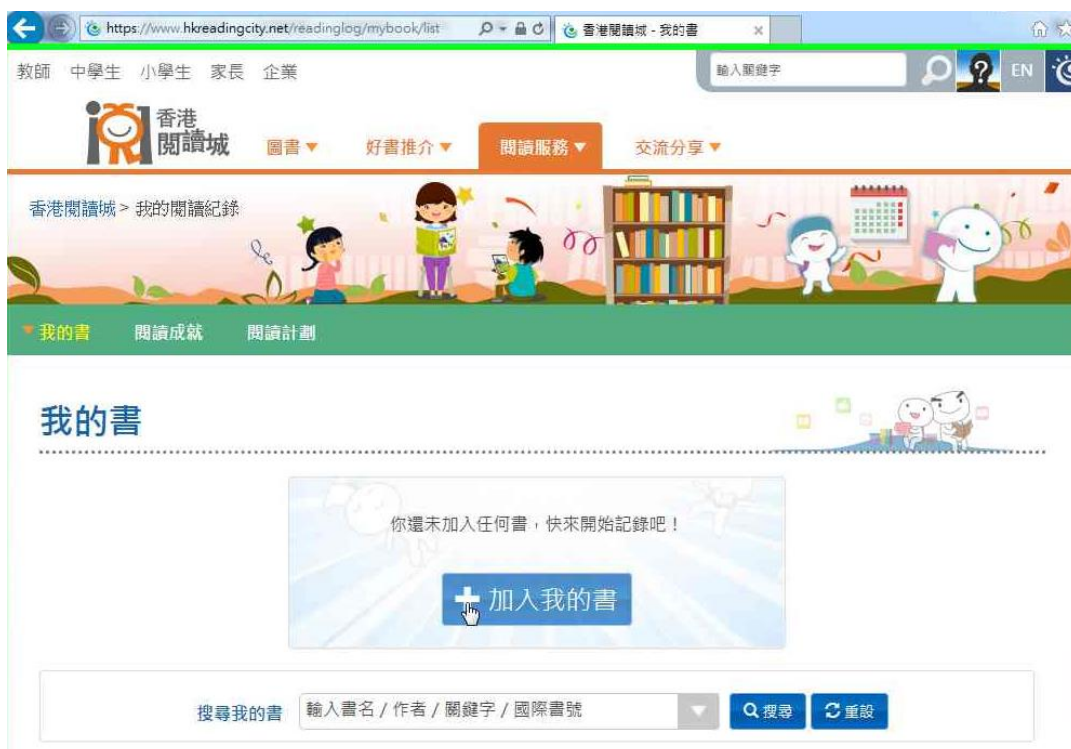 https://www.hkreadingcity.net/readinglog/mybook/list
香港閱讀城 - 我的書
教師 中學生 小學生 家長 企業
輸入關鍵字
EN
香港
閱讀城
圖書 好書推介 閱讀服務 交流分享
香港閱讀城 > 我的閱讀紀錄
我的書 閱讀成就 閱讀計劃
我的書
你還未加入任何書，快來開始記錄吧！
加入我的書
搜尋我的書 輸入書名 / 作者 / 關鍵字 / 國際書號 搜尋 重設